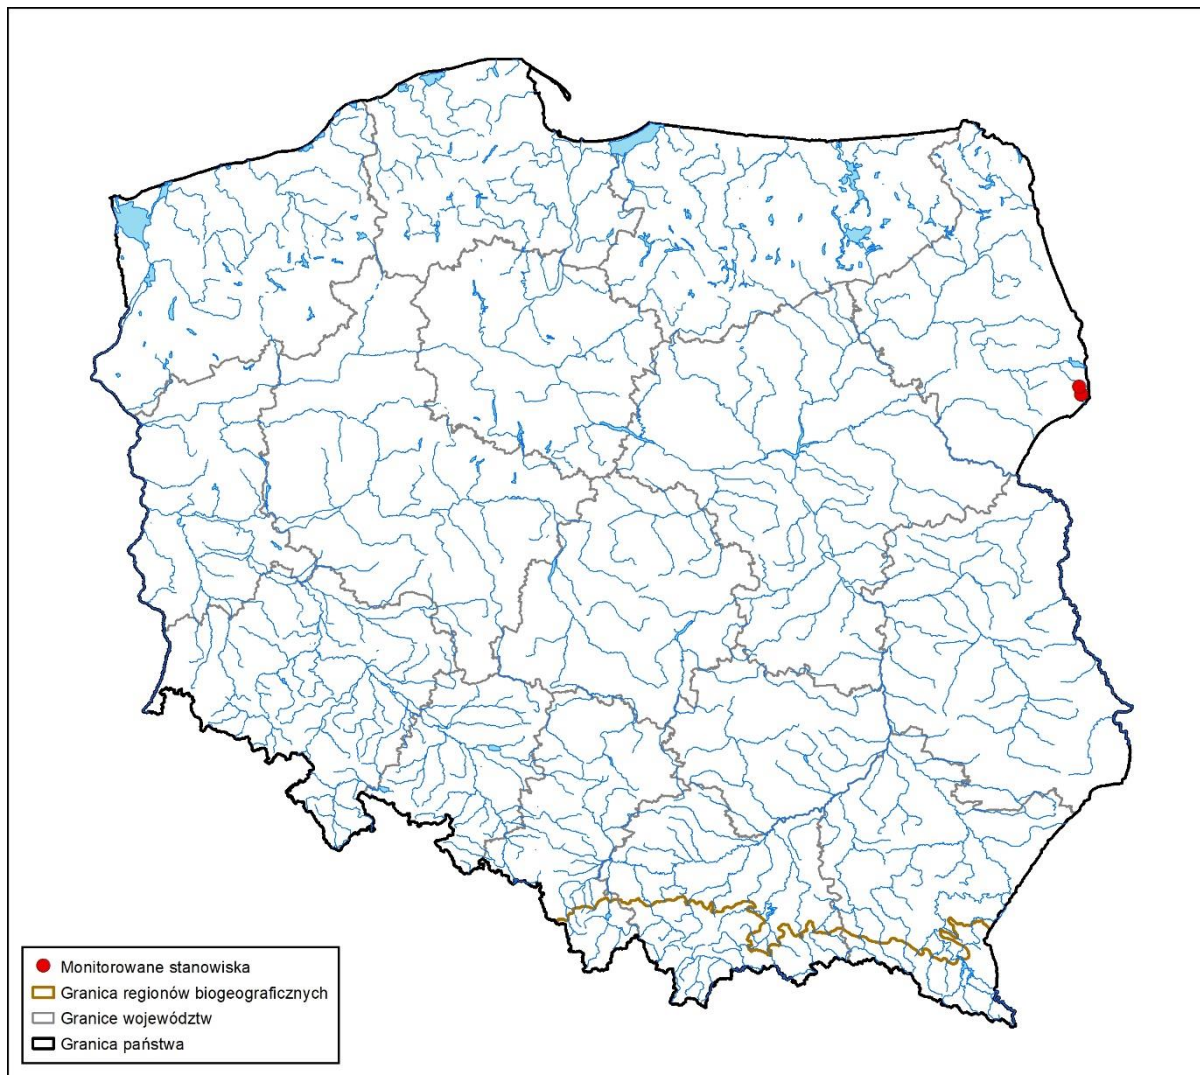 Monitorowane stanowiska
Granica regionów biogeograficznych
Granice województw
Granica państwa